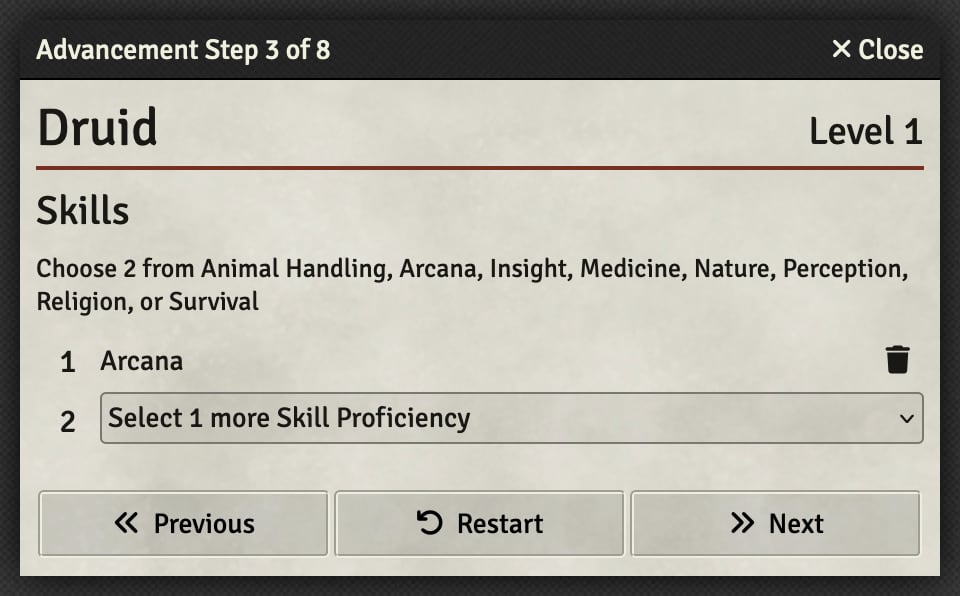 Advancement Step 3 of 8
Close
Druid
Level 1
Skills
Choose 2 from Animal Handling, Arcana, Insight, Medicine, Nature, Perception,
Religion, or Survival
1 Arcana
2 Select 1 more Skill Proficiency
Previous
Restart
Next